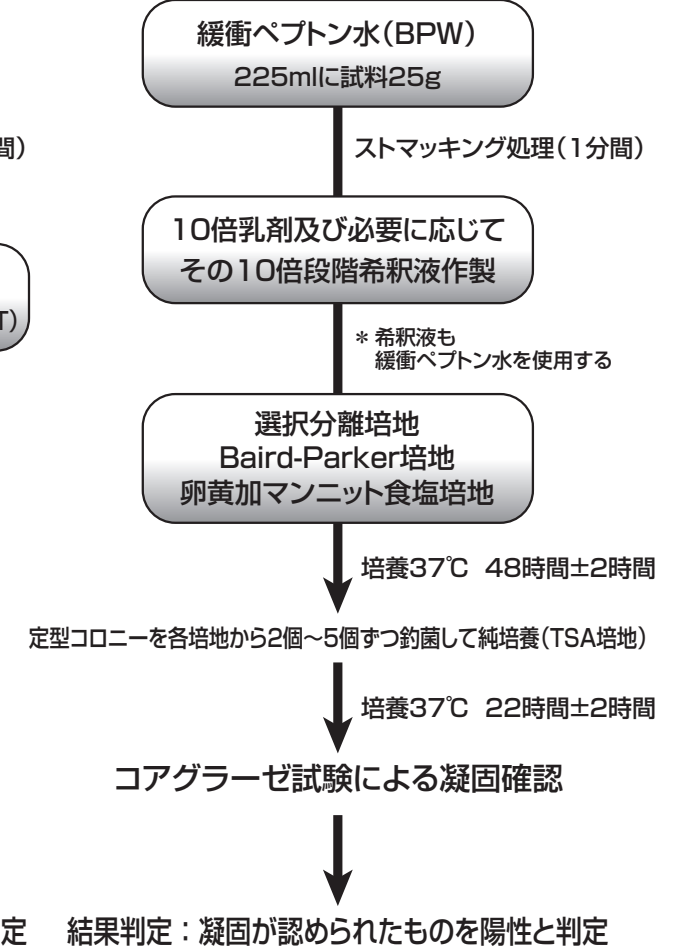 緩衝ペプトン水（BPW）
225mlに試料25g
間）
ストマッキング処理（1分間）
10倍乳剤及び必要に応じて
その10倍段階希釈液作製
T）
＊ 希釈液も
緩衝ペプトン水を使用する
選択分離培地
Baird-Parker培地
卵黄加マンニット食塩培地
培養37℃ 48時間±2時間
定型コロニーを各培地から2個～5個ずつ釣菌して純培養（TSA培地）
培養37℃ 22時間±2時間
コアグラーゼ試験による凝固確認
定
結果判定：凝固が認められたものを陽性と判定